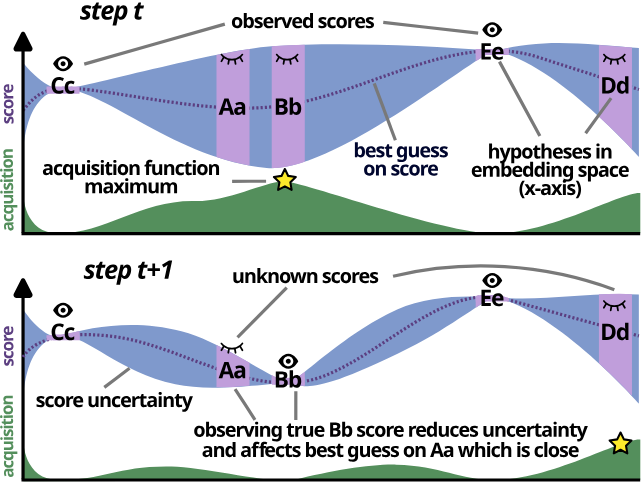 step t
observed scores
Cc
Ee
Aa
Bb
Dd
score
best guess
on score
hypotheses in
embedding space
(x-axis)
acquisition function
maximum
acquisition
step t+1
unknown scores
Cc
Ee
Dd
score
Aa
Bb
score uncertainty
observing true Bb score reduces uncertainty
and affects best guess on Aa which is close
acquisition